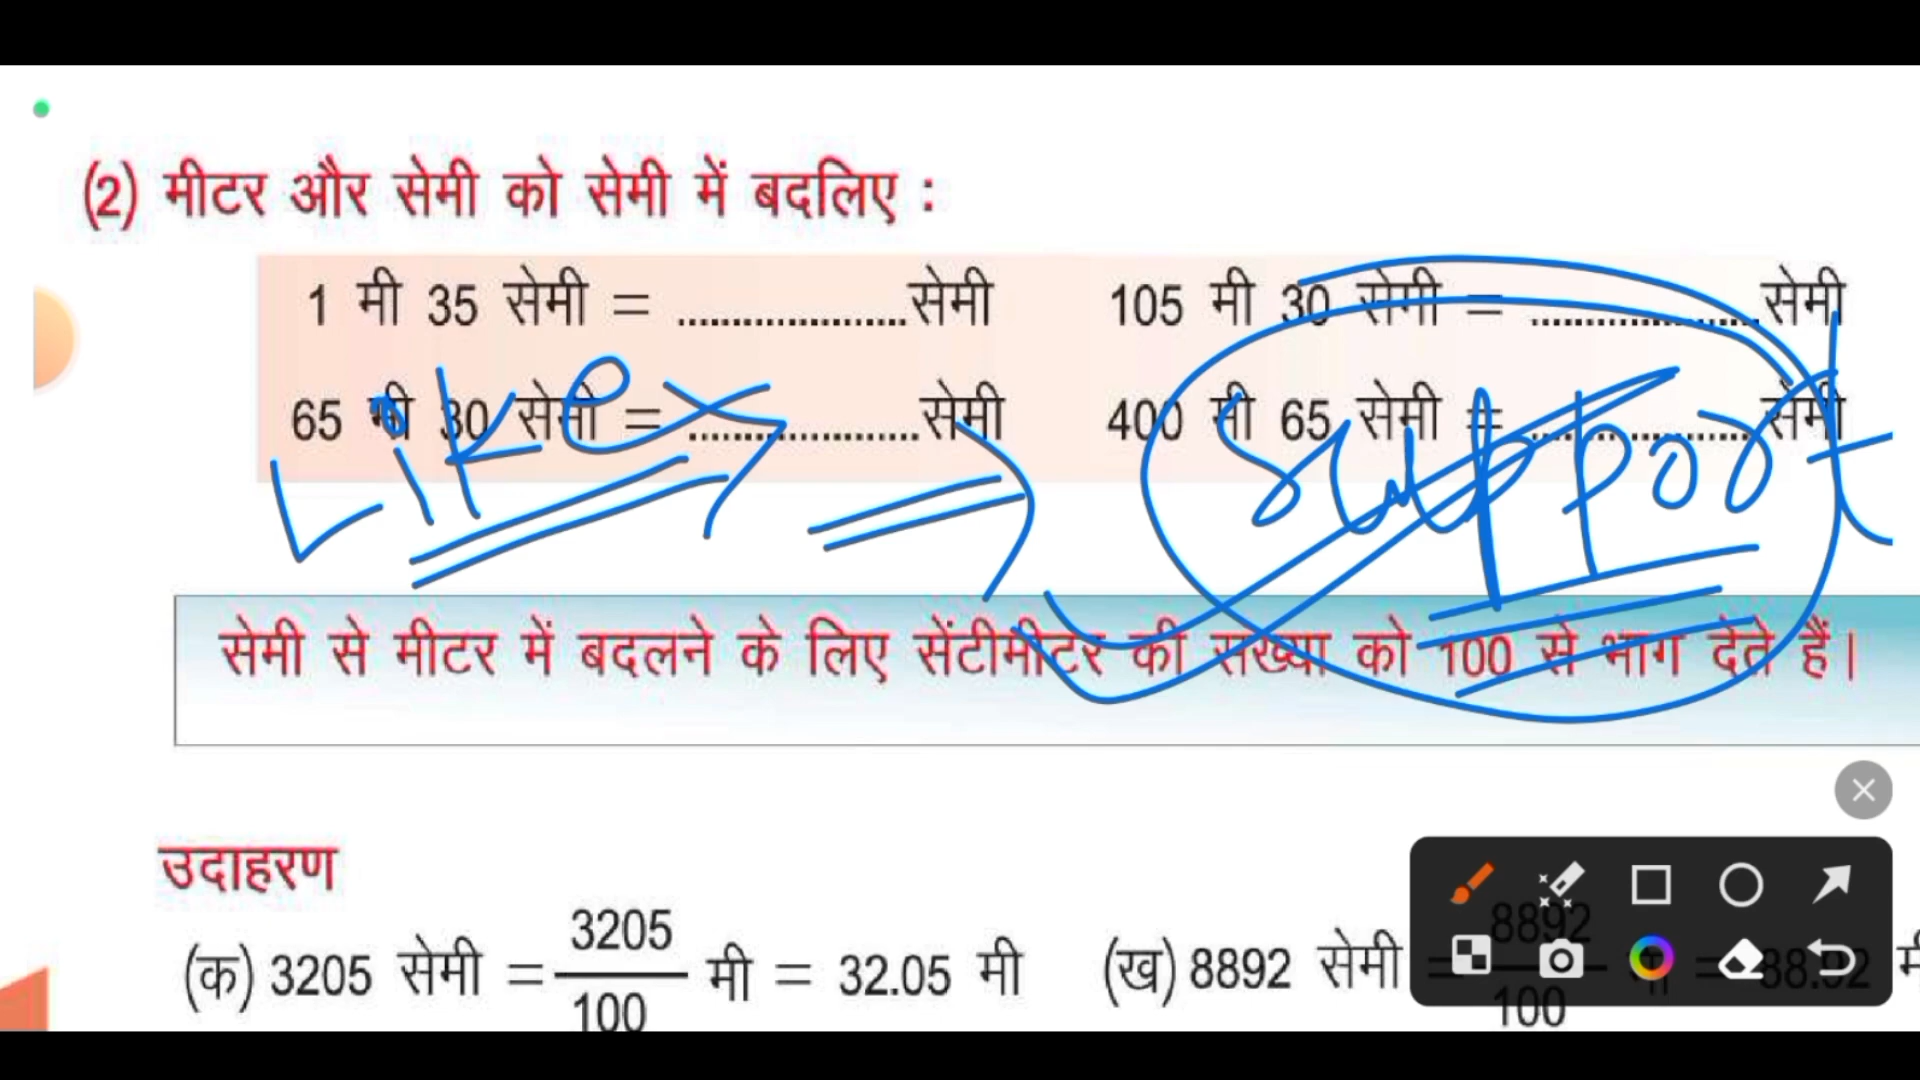 (2) मीटर और सेमी को सेमी में बदलिए :
1 मी 35 सेमी = .....................सेमी 105 मी 30 सेमी = .....................सेमी
65 मी 30 सेमी = .....................सेमी 400 मी 65 सेमी = .....................सेमी
Like Support
सेमी से मीटर में बदलने के लिए सेंटीमीटर की संख्या को 100 से भाग देते हैं।
उदाहरण
(क) 3205 सेमी = 3205/100 मी = 32.05 मी (ख) 8892 सेमी = 8892/100 मी = 88.92 मी